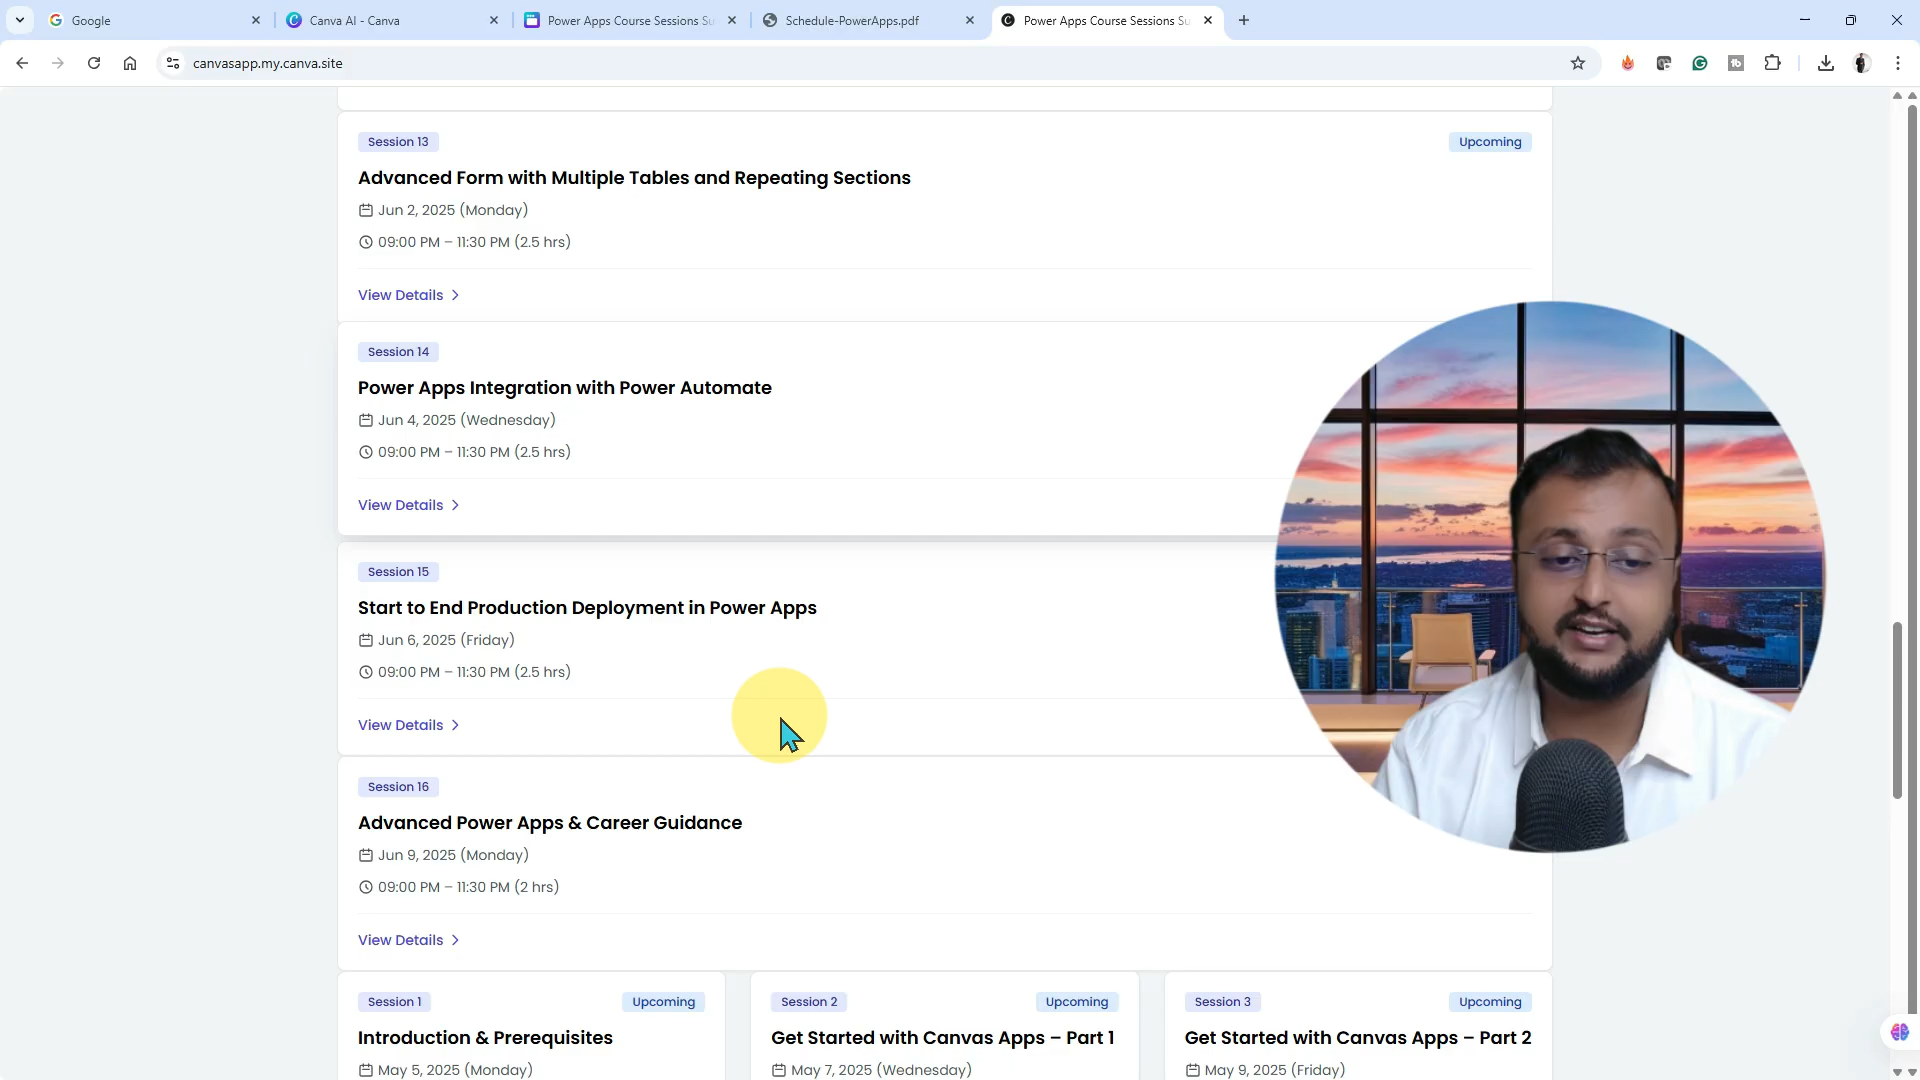 Google
Canva AI - Canva
Power Apps Course Sessions Su
Schedule-PowerApps.pdf
Power Apps Course Sessions Su
canvasapp.my.canva.site
Session 13
Upcoming
Advanced Form with Multiple Tables and Repeating Sections
Jun 2, 2025 (Monday)
09:00 PM – 11:30 PM (2.5 hrs)
View Details
Session 14
Power Apps Integration with Power Automate
Jun 4, 2025 (Wednesday)
09:00 PM – 11:30 PM (2.5 hrs)
View Details
Session 15
Start to End Production Deployment in Power Apps
Jun 6, 2025 (Friday)
09:00 PM – 11:30 PM (2.5 hrs)
View Details
Session 16
Advanced Power Apps & Career Guidance
Jun 9, 2025 (Monday)
09:00 PM – 11:30 PM (2 hrs)
View Details
Session 1
Upcoming
Session 2
Upcoming
Session 3
Upcoming
Introduction & Prerequisites
Get Started with Canvas Apps – Part 1
Get Started with Canvas Apps – Part 2
May 5, 2025 (Monday)
May 7, 2025 (Wednesday)
May 9, 2025 (Friday)